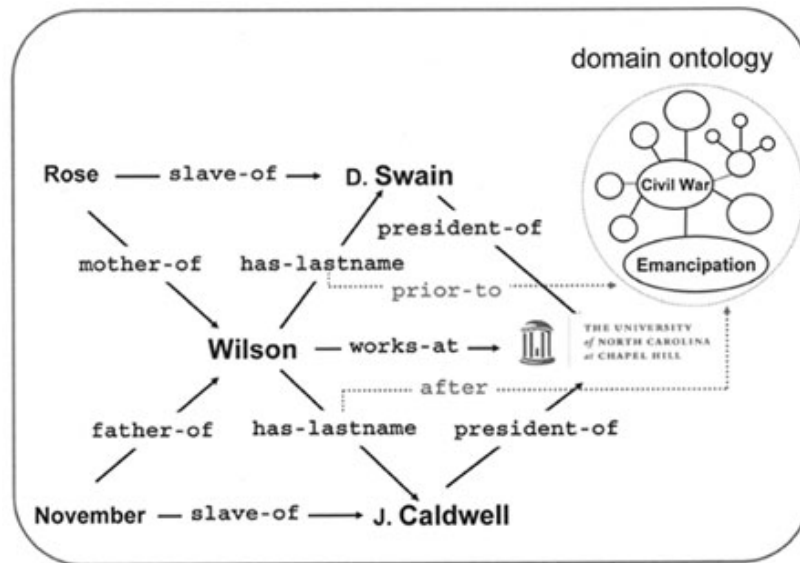 domain ontology
Rose slave-of D. Swain
Civil War
president-of
mother-of has-lastname
prior-to
Emancipation
Wilson works-at THE UNIVERSITY
of NORTH CAROLINA
at CHAPEL HILL
after
father-of has-lastname president-of
November slave-of J. Caldwell